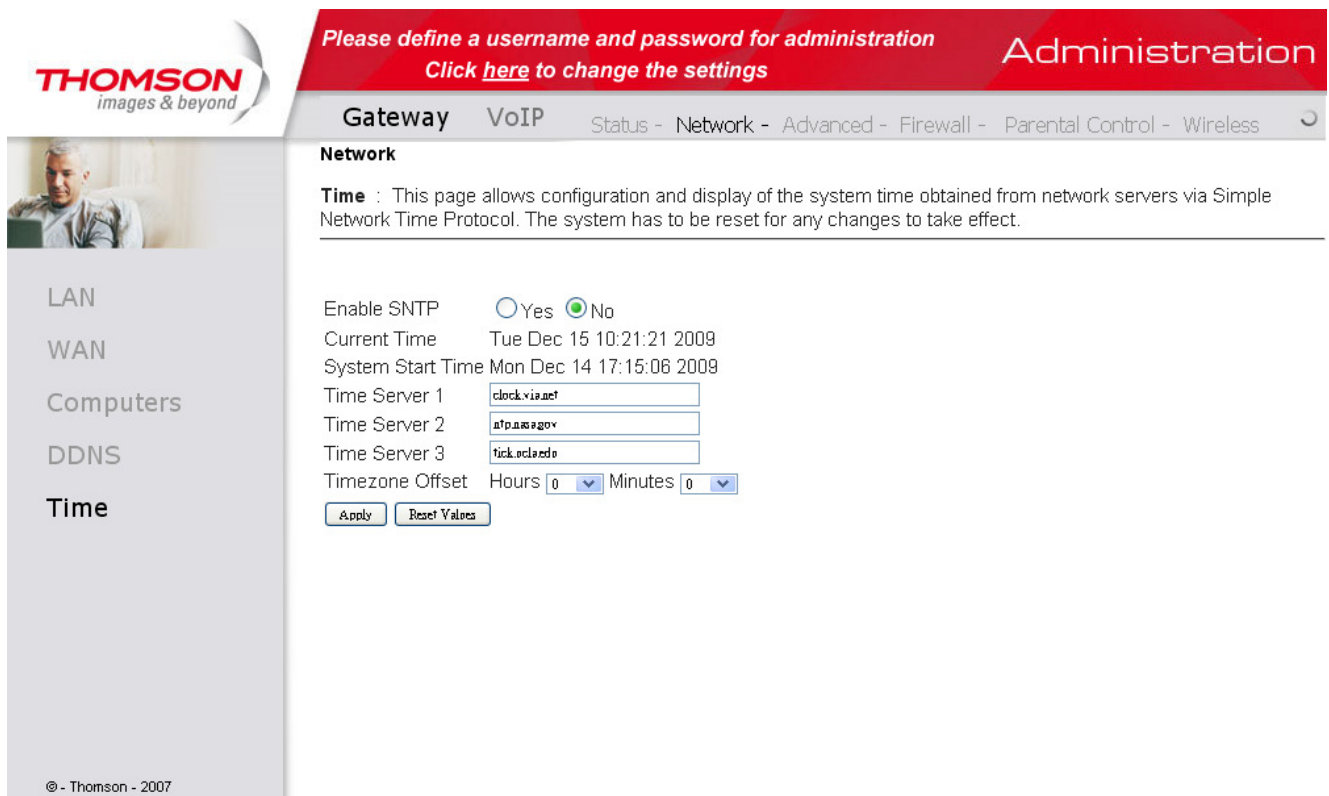 THOMSON
images & beyond
Please define a username and password for administration
Click here to change the settings
Administration
Gateway VoIP Status - Network - Advanced - Firewall - Parental Control - Wireless
Network
Time : This page allows configuration and display of the system time obtained from network servers via Simple
Network Time Protocol. The system has to be reset for any changes to take effect.
LAN
WAN
Computers
DDNS
Time
Enable SNTP Yes No
Current Time Tue Dec 15 10:21:21 2009
System Start Time Mon Dec 14 17:15:06 2009
Time Server 1 clock.via.net
Time Server 2 ntp.nasa.gov
Time Server 3 tick.ucla.edu
Timezone Offset Hours 0 Minutes 0
Apply Reset Values
© - Thomson - 2007